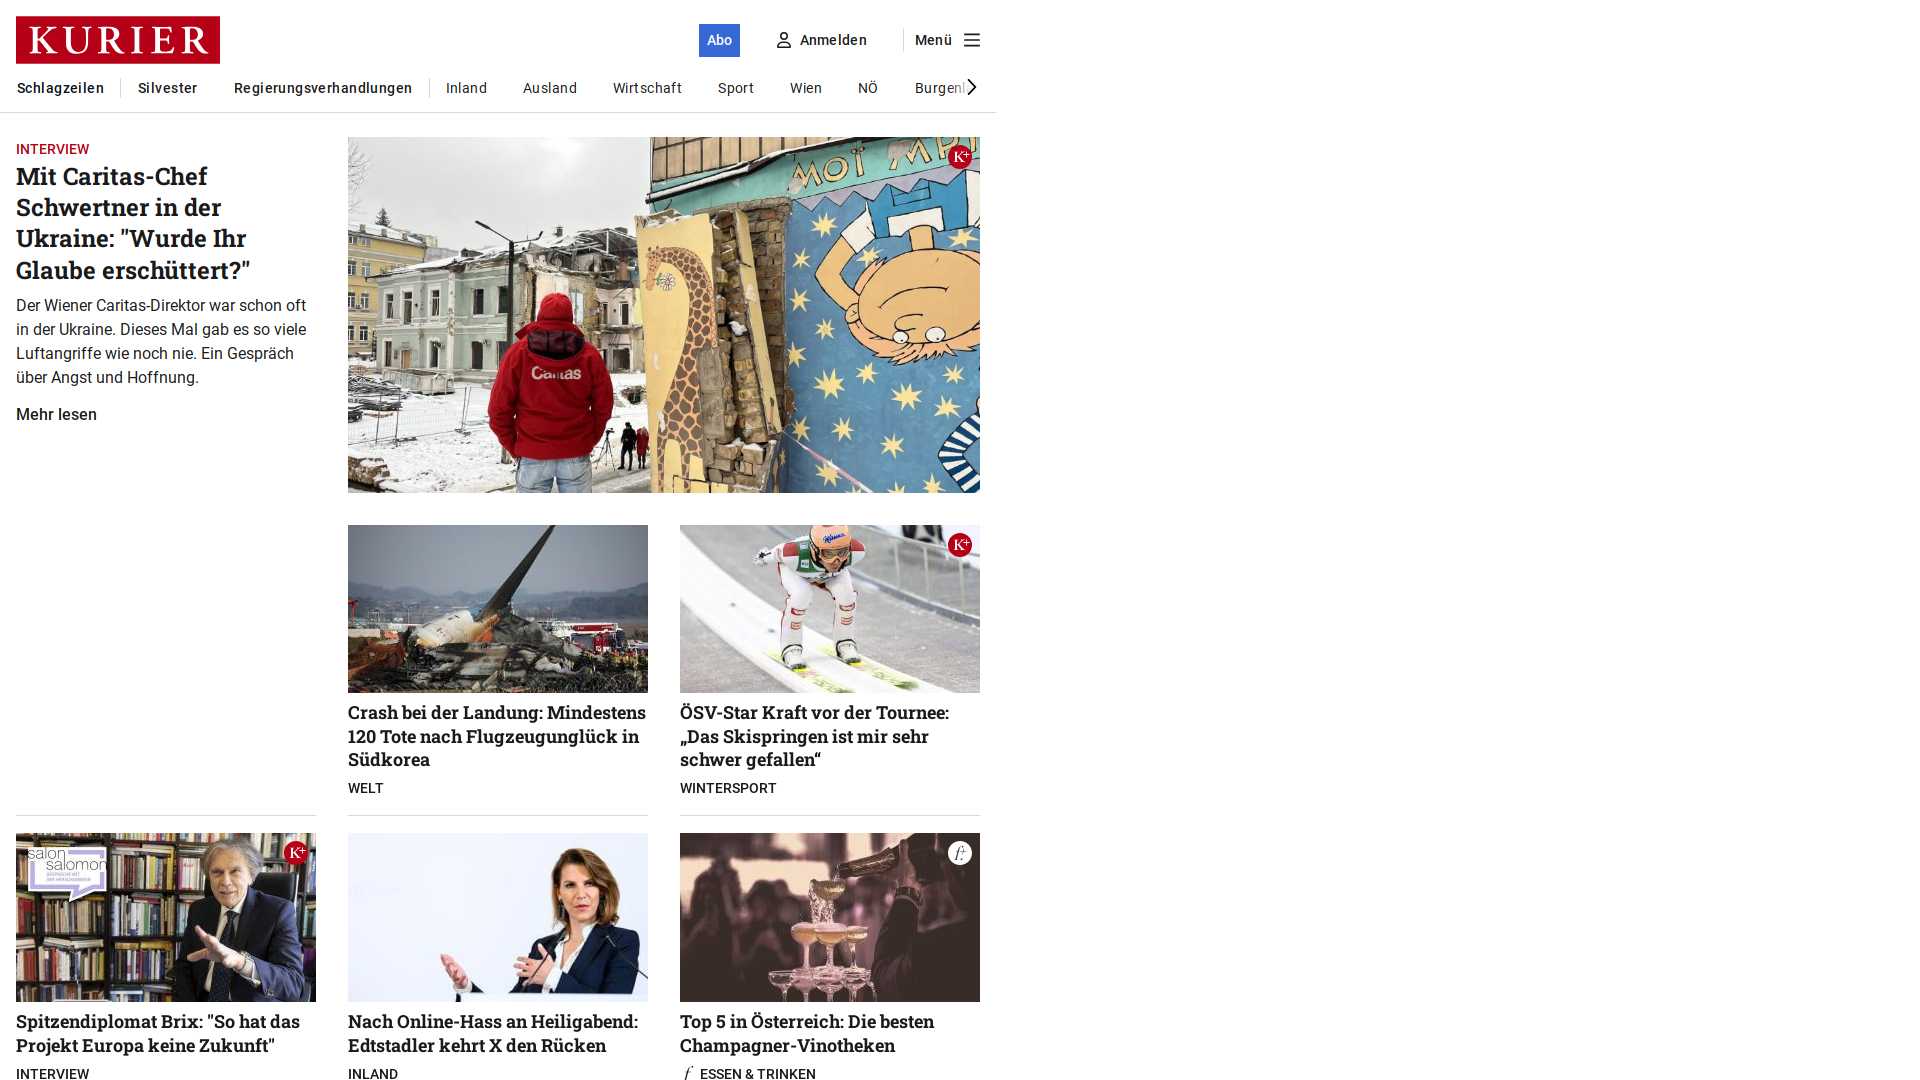 KURIER
Abo
Anmelden
Menü
Schlagzeilen
Silvester
Regierungsverhandlungen
Inland
Ausland
Wirtschaft
Sport
Wien
NÖ
INTERVIEW
Mit Caritas-Chef
Schwertner in der
Ukraine: "Wurde Ihr
Glaube erschüttert?"
Der Wiener Caritas-Direktor war schon oft
in der Ukraine. Dieses Mal gab es so viele
Luftangriffe wie noch nie. Ein Gespräch
über Angst und Hoffnung.
Mehr lesen
МОЇ МРІ
K+
Caritas
K+
Crash bei der Landung: Mindestens
120 Tote nach Flugzeugunglück in
Südkorea
WELT
ÖSV-Star Kraft vor der Tournee:
„Das Skispringen ist mir sehr
schwer gefallen“
WINTERSPORT
salon
salomon
K+
f+
Spitzendiplomat Brix: "So hat das
Projekt Europa keine Zukunft"
INTERVIEW
Nach Online-Hass an Heiligabend:
Edtstadler kehrt X den Rücken
INLAND
Top 5 in Österreich: Die besten
Champagner-Vinotheken
f ESSEN & TRINKEN